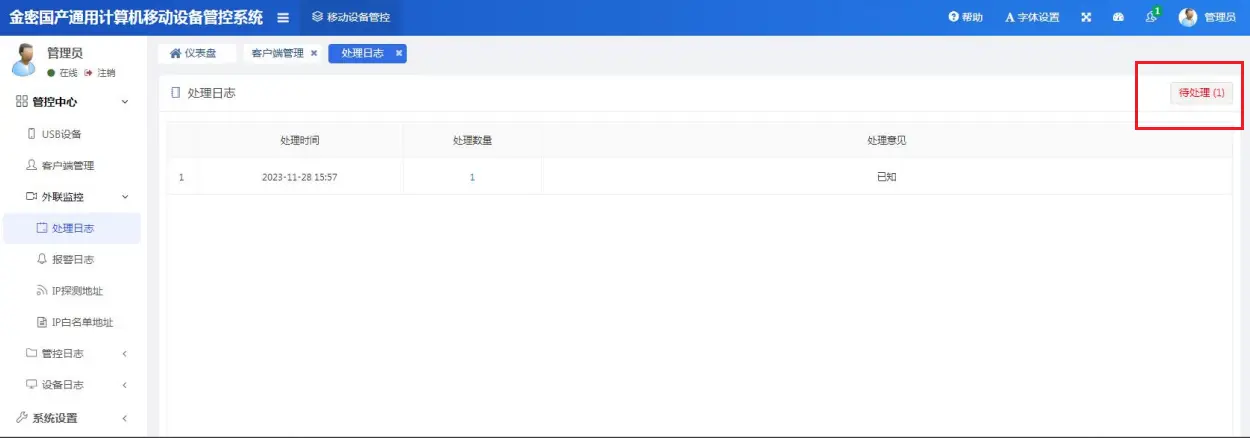 金密国产通用计算机移动设备管控系统 移动设备管控 帮助 A 字体设置 1 管理员
管理员
在线 注销
仪表盘 客户端管理 × 处理日志 ×
管控中心
USB设备
客户端管理
外联监控
处理日志
报警日志
IP探测地址
IP白名单地址
管控日志
设备日志
系统设置
处理日志 待处理 (1)
处理时间 处理数量 处理意见
1 2023-11-28 15:57 1 已知